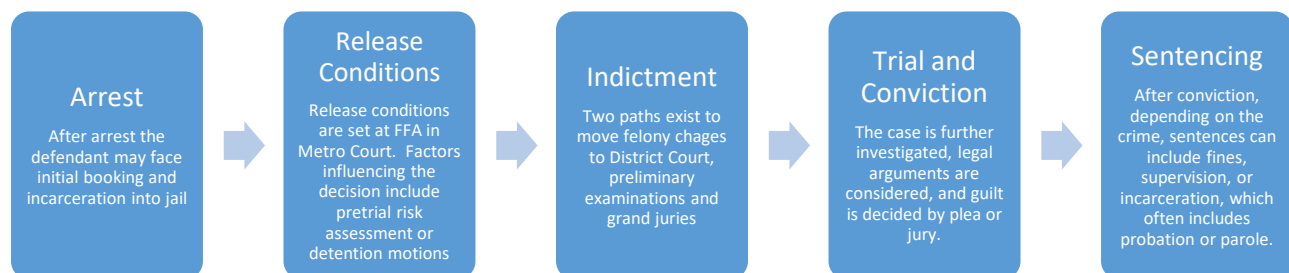 Arrest
After arrest the
defendant may face
initial booking and
incarceration into jail
Release
Conditions
Release conditions
are set at FFA in
Metro Court.  Factors
influencing the
decision include
pretrial risk
assessment or
detention motions
Indictment
Two paths exist to
move felony chages
to District Court,
preliminary
examinations and
grand juries
Trial and
Conviction
The case is further
investigated, legal
arguments are
considered, and guilt
is decided by plea or
jury.
Sentencing
After conviction,
depending on the
crime, sentences can
include fines,
supervision, or
incarceration, which
often includes
probation or parole.